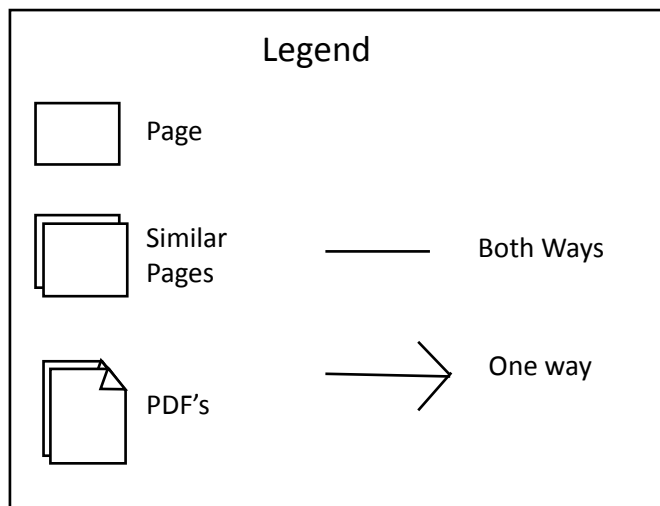 Legend
Page
Similar
Pages
Both Ways
One way
PDF’s